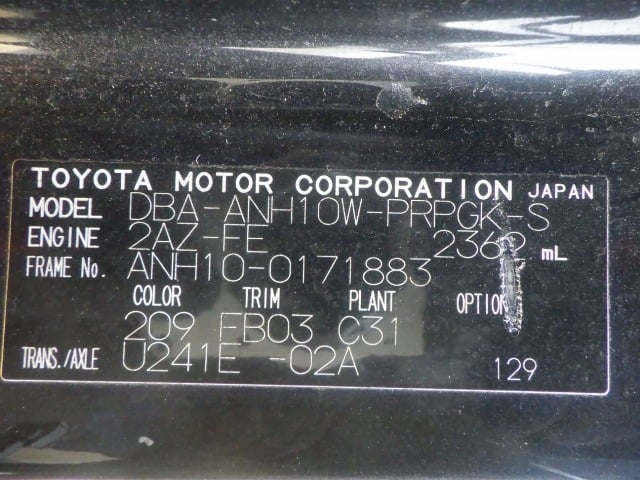 TOYOTA MOTOR CORPORATION JAPAN
MODEL DBA-ANH10W-PRPGK-S
ENGINE 2AZ-FE 2362 mL
FRAME No. ANH10-0171883
COLOR TRIM PLANT OPTION
209 FB03 C31
TRANS./AXLE U241E -02A 129